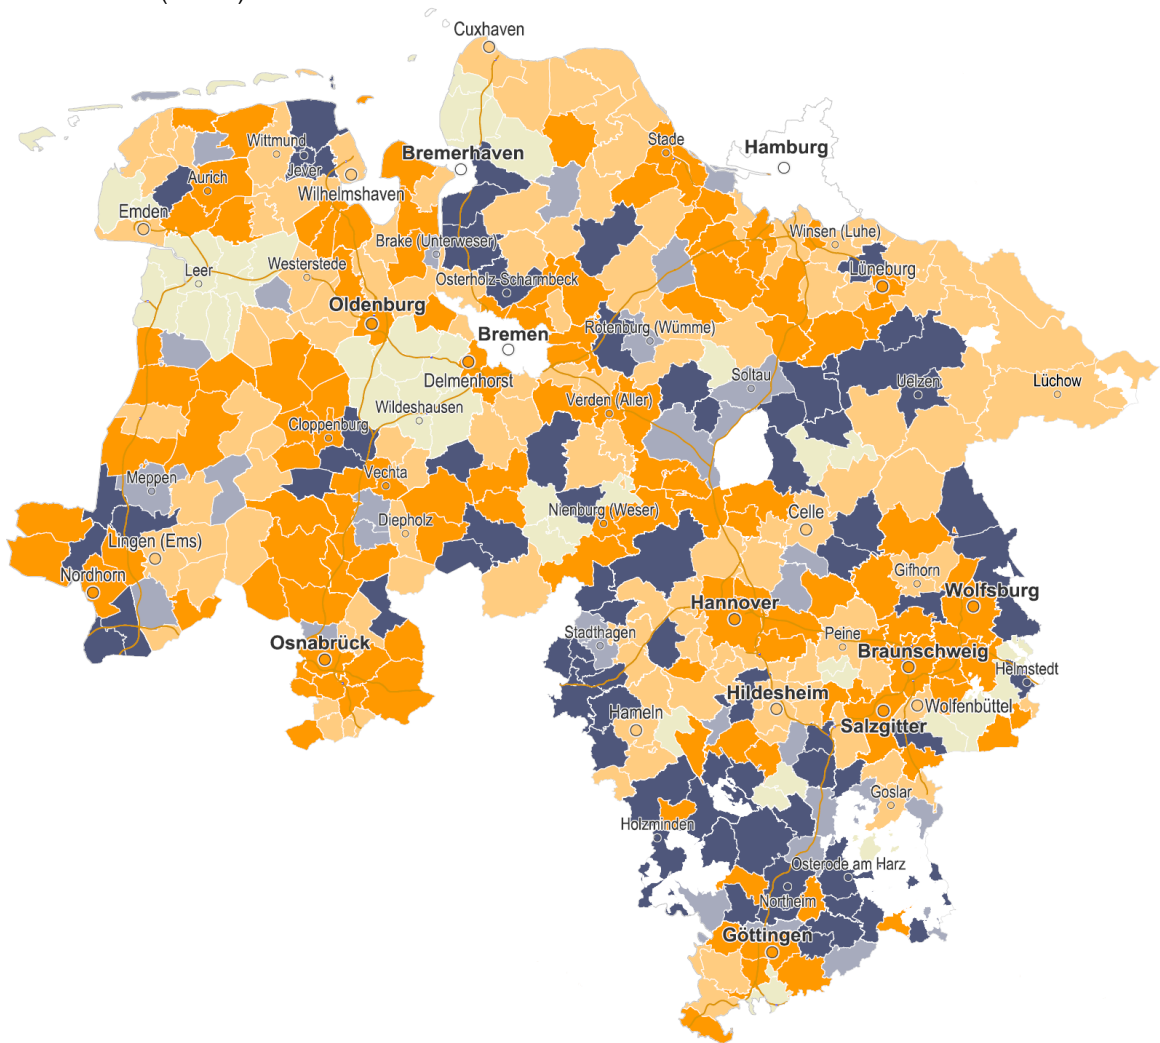 Cuxhaven
Stade
Hamburg
Wittmund
Bremerhaven
Jever
Aurich
Wilhelmshaven
Emden
Winsen (Luhe)
Brake (Unterweser)
Leer
Westerstede
Lüneburg
Osterholz-Scharmbeck
Oldenburg
Rotenburg (Wümme)
Bremen
Soltau
Delmenhorst
Uelzen
Lüchow
Verden (Aller)
Wildeshausen
Cloppenburg
Vechta
Meppen
Nienburg (Weser)
Celle
Diepholz
Lingen (Ems)
Gifhorn
Nordhorn
Wolfsburg
Hannover
Stadthagen
Peine
Osnabrück
Braunschweig
Helmstedt
Hildesheim
Wolfenbüttel
Hameln
Salzgitter
Goslar
Holzminden
Osterode am Harz
Northeim
Göttingen